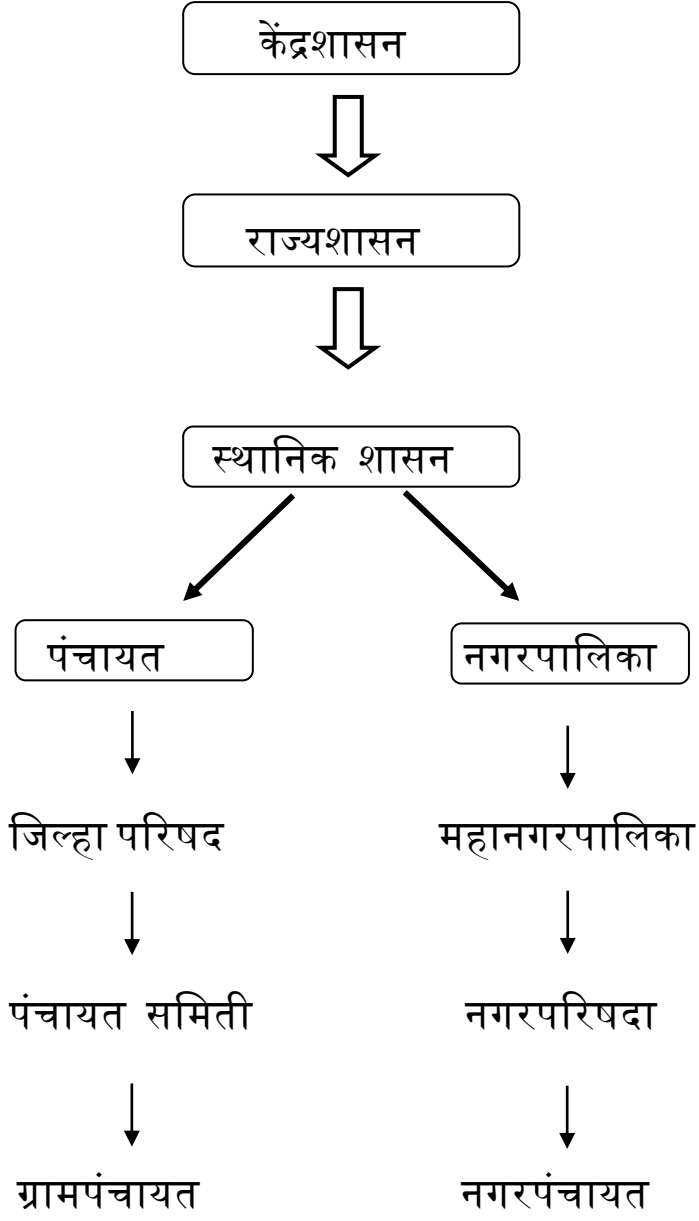 केंद्रशासन
राज्यशासन
स्थानिक शासन
पंचायत
नगरपालिका
जिल्हा परिषद
महानगरपालिका
पंचायत समिती
नगरपरिषदा
ग्रामपंचायत
नगरपंचायत